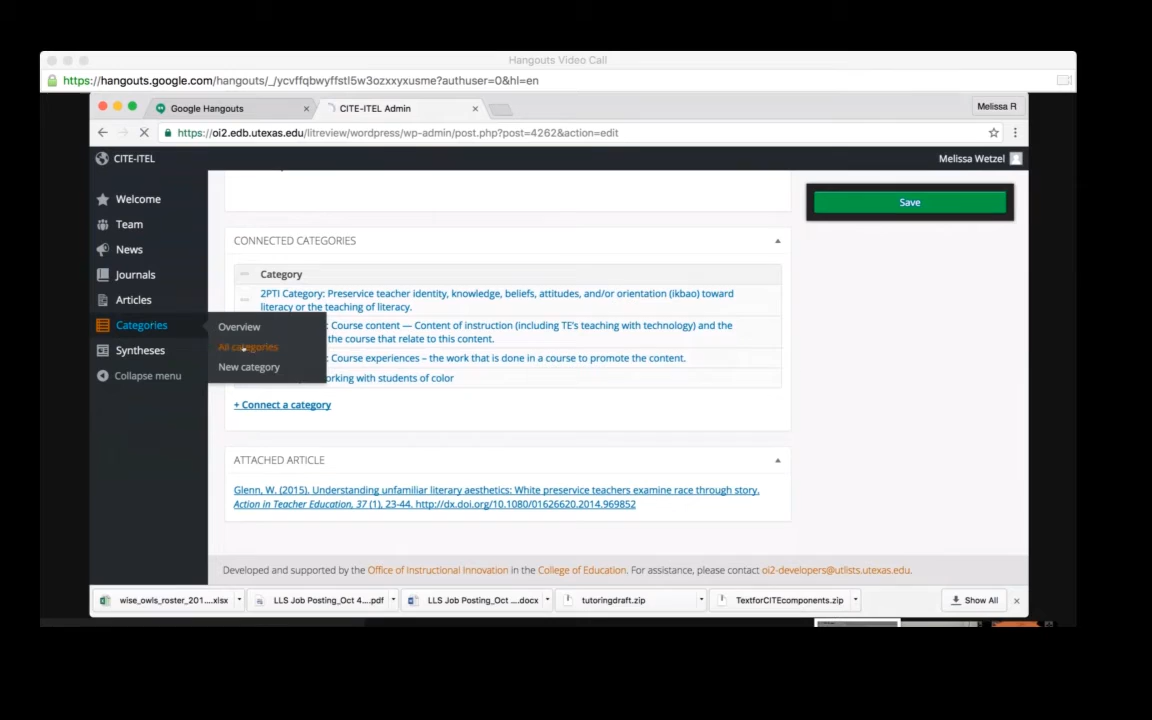 Hangouts Video Call
https://hangouts.google.com/hangouts/_/ycvffqbwyffstl5w3ozxxyxusme?authuser=0&hl=en
Google Hangouts
CITE-ITEL Admin
Melissa R
https://oi2.edb.utexas.edu/litreview/wordpress/wp-admin/post.php?post=4262&action=edit
CITE-ITEL
Melissa Wetzel
Welcome
Team
News
Journals
Articles
Categories
Syntheses
Collapse menu
Overview
All categories
New category
Save
CONNECTED CATEGORIES
Category
2PTI Category: Preservice teacher identity, knowledge, beliefs, attitudes, and/or orientation (ikbao) toward
literacy or the teaching of literacy.
: Course content — Content of instruction (including TE's teaching with technology) and the
the course that relate to this content.
: Course experiences – the work that is done in a course to promote the content.
orking with students of color
+ Connect a category
ATTACHED ARTICLE
Glenn, W. (2015). Understanding unfamiliar literary aesthetics: White preservice teachers examine race through story.
Action in Teacher Education, 37 (1), 23-44. http://dx.doi.org/10.1080/01626620.2014.969852
Developed and supported by the Office of Instructional Innovation in the College of Education. For assistance, please contact oi2-developers@utlists.utexas.edu.
wise_owls_roster_201....xlsx
LLS Job Posting_Oct 4....pdf
LLS Job Posting_Oct ....docx
tutoringdraft.zip
TextforCITEcomponents.zip
Show All